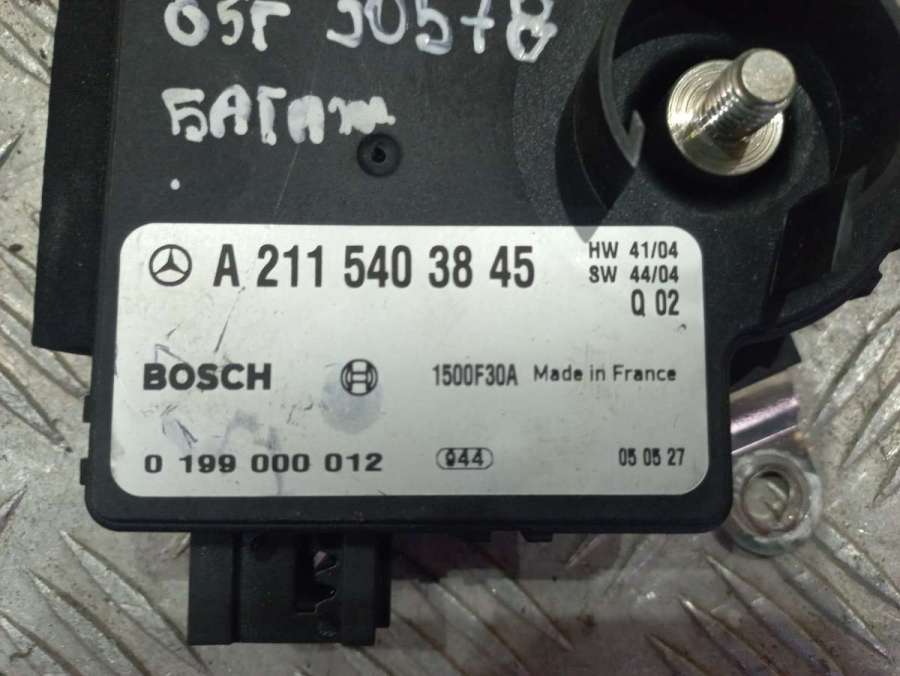 05Г 30578
БАГАЖ
A 211 540 38 45
HW 41/04
SW 44/04
Q 02
BOSCH 1500F30A Made in France
0 199 000 012 944 05 05 27